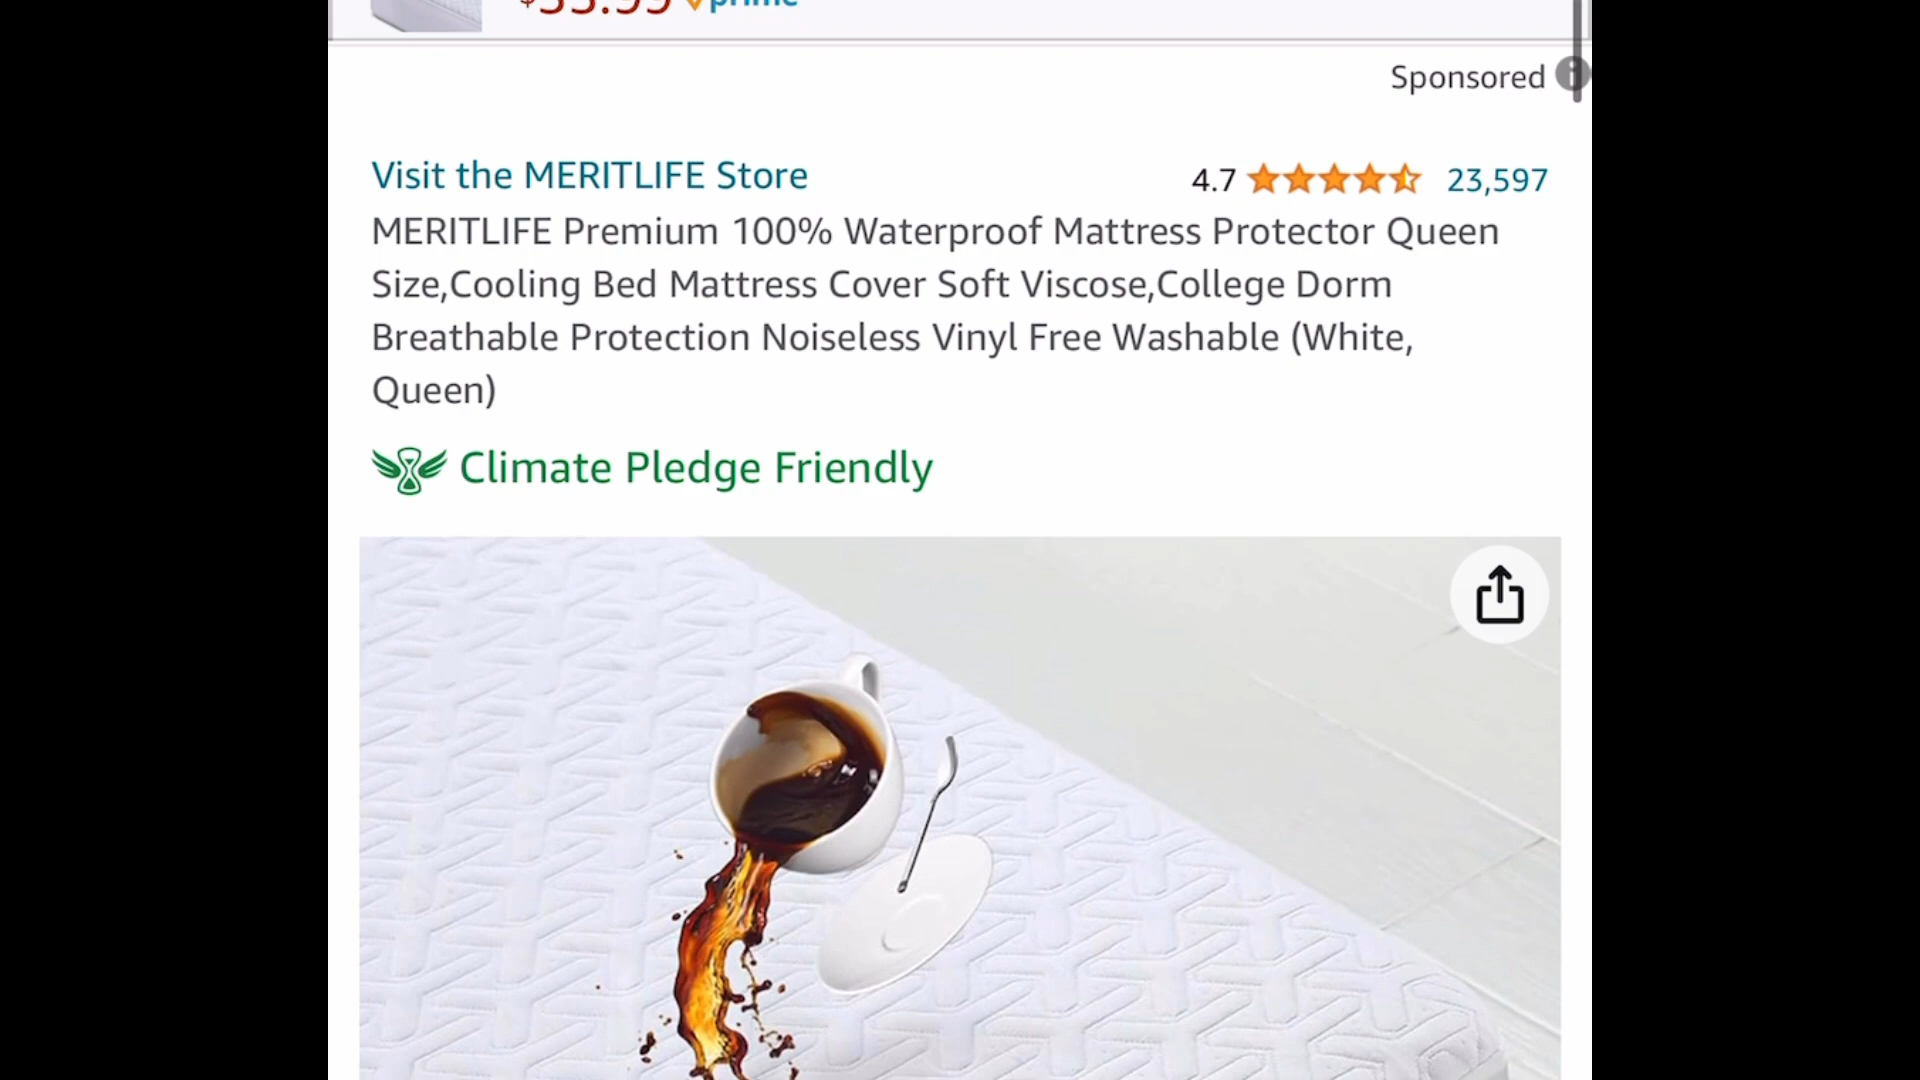 Sponsored
Visit the MERITLIFE Store
4.7 23,597
MERITLIFE Premium 100% Waterproof Mattress Protector Queen
Size,Cooling Bed Mattress Cover Soft Viscose,College Dorm
Breathable Protection Noiseless Vinyl Free Washable (White,
Queen)
Climate Pledge Friendly